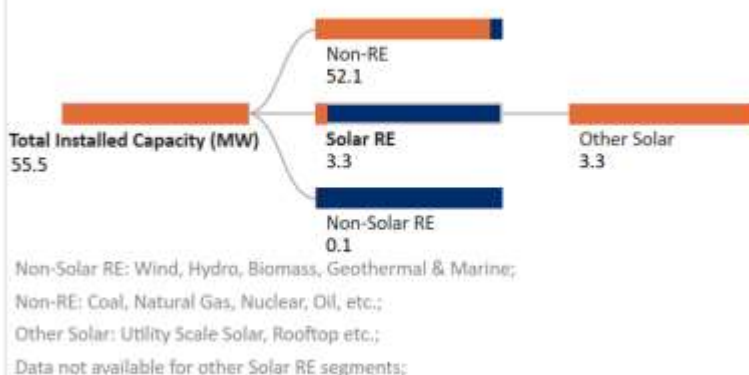 Non-RE
52.1
Total Installed Capacity (MW)
55.5
Solar RE
3.3
Other Solar
3.3
Non-Solar RE
0.1
Non-Solar RE: Wind, Hydro, Biomass, Geothermal & Marine;
Non-RE: Coal, Natural Gas, Nuclear, Oil, etc.;
Other Solar: Utility Scale Solar, Rooftop etc.;
Data not available for other Solar RE segments;